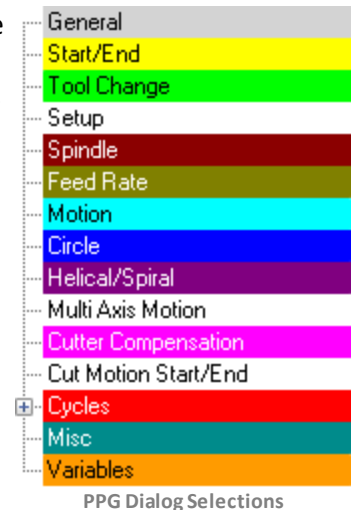 e
General
Start/End
Tool Change
Setup
Spindle
Feed Rate
Motion
Circle
Helical/Spiral
Multi Axis Motion
Cutter Compensation
Cut Motion Start/End
Cycles
Misc
Variables
PPG Dialog Selections